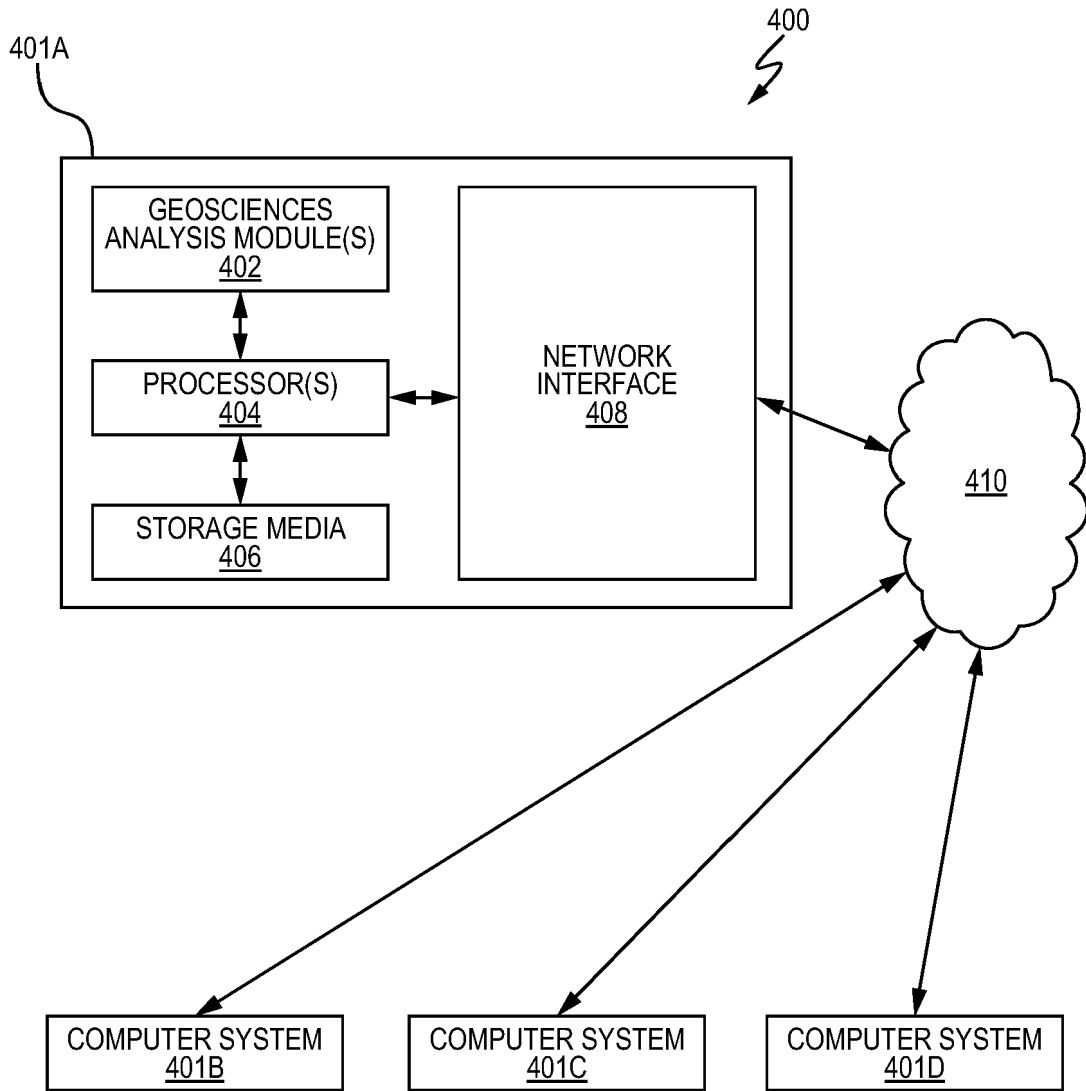 400
401A
GEOSCIENCES
ANALYSIS MODULE(S)
402
PROCESSOR(S)
404
STORAGE MEDIA
406
NETWORK
INTERFACE
408
410
COMPUTER SYSTEM
401B
COMPUTER SYSTEM
401C
COMPUTER SYSTEM
401D